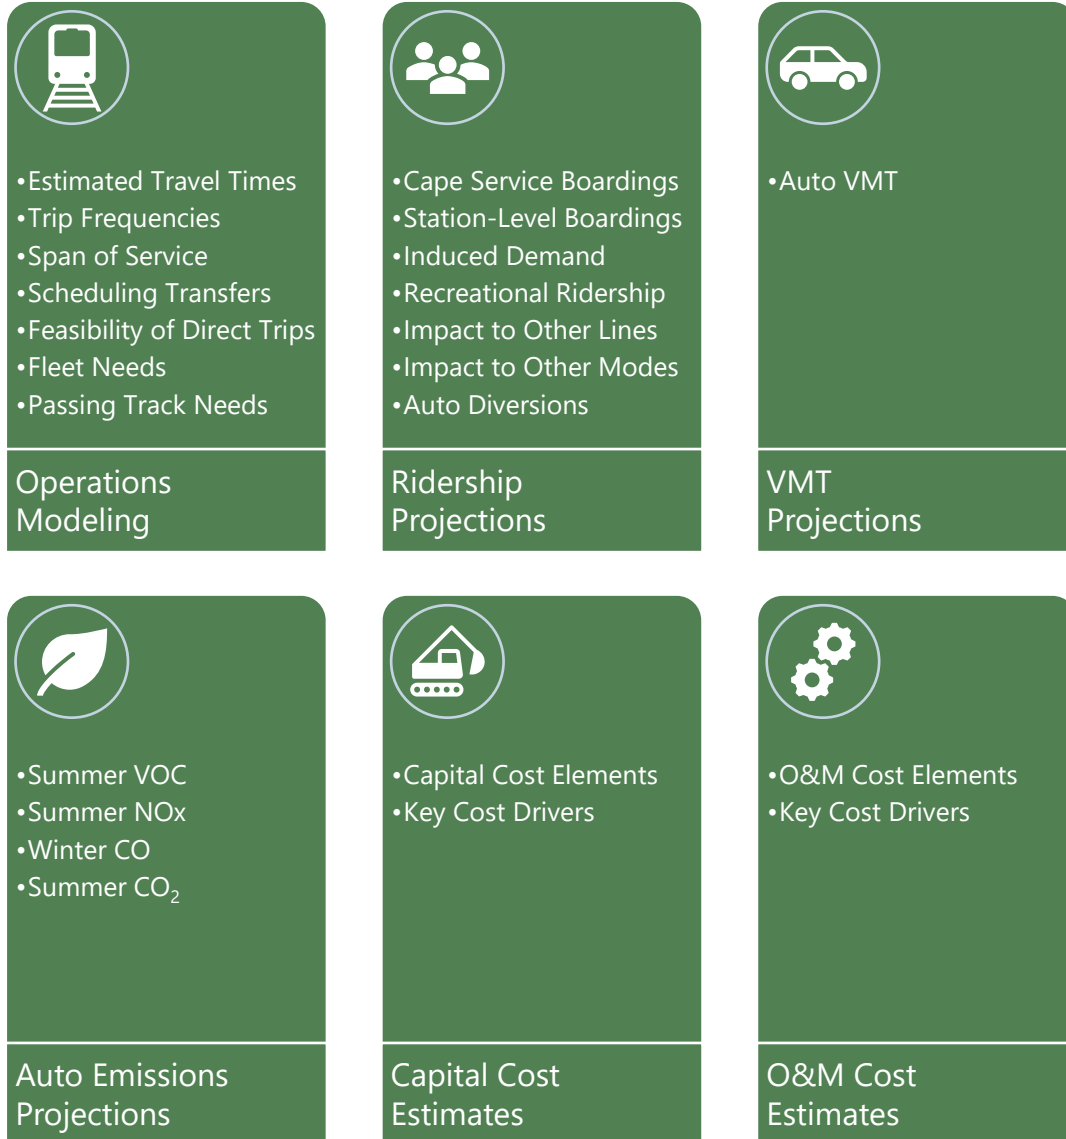 •Estimated Travel Times
•Trip Frequencies
•Span of Service
•Scheduling Transfers
•Feasibility of Direct Trips
•Fleet Needs
•Passing Track Needs
Operations
Modeling
•Cape Service Boardings
•Station-Level Boardings
•Induced Demand
•Recreational Ridership
•Impact to Other Lines
•Impact to Other Modes
•Auto Diversions
Ridership
Projections
•Auto VMT
VMT
Projections
•Summer VOC
•Summer NOx
•Winter CO
•Summer CO₂
Auto Emissions
Projections
•Capital Cost Elements
•Key Cost Drivers
Capital Cost
Estimates
•O&M Cost Elements
•Key Cost Drivers
O&M Cost
Estimates